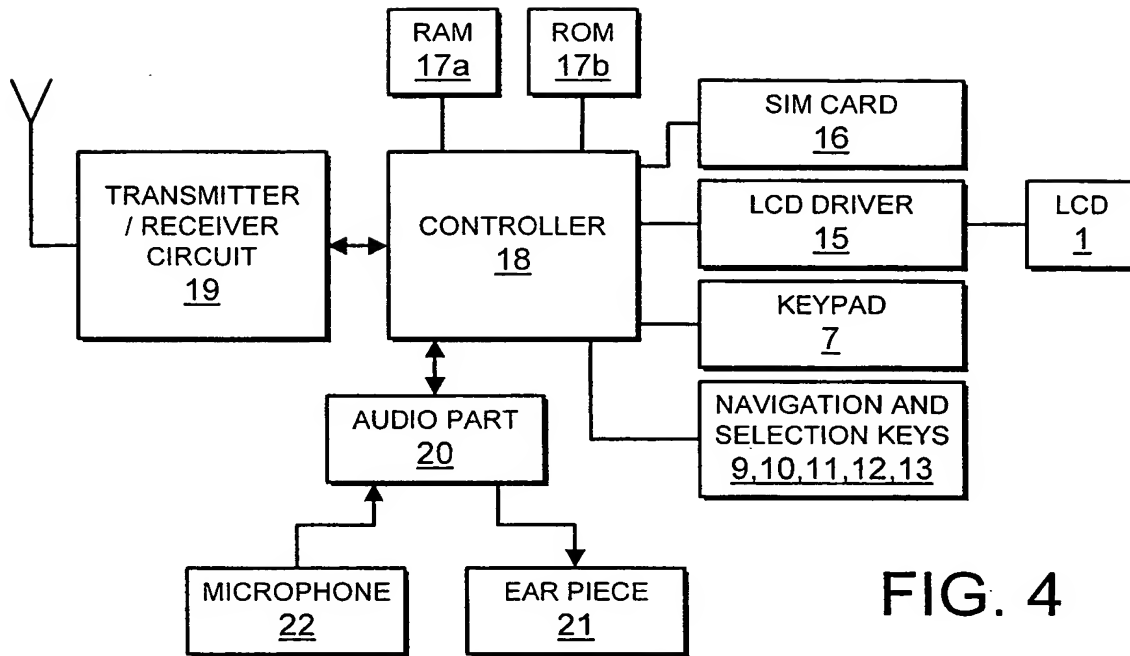 RAM
17a
ROM
17b
SIM CARD
16
TRANSMITTER
/ RECEIVER
CIRCUIT
19
CONTROLLER
18
LCD DRIVER
15
LCD
1
KEYPAD
7
AUDIO PART
20
NAVIGATION AND
SELECTION KEYS
9,10,11,12,13
MICROPHONE
22
EAR PIECE
21
FIG. 4